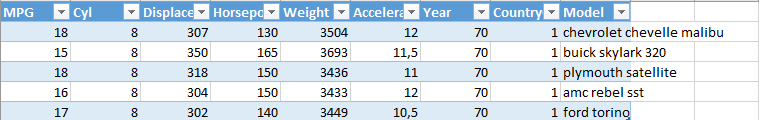 MPG Cyl Displace Horsepo Weight Accelera Year Country Model
18 8 307 130 3504 12 70 1 chevrolet chevelle malibu
15 8 350 165 3693 11,5 70 1 buick skylark 320
18 8 318 150 3436 11 70 1 plymouth satellite
16 8 304 150 3433 12 70 1 amc rebel sst
17 8 302 140 3449 10,5 70 1 ford torino